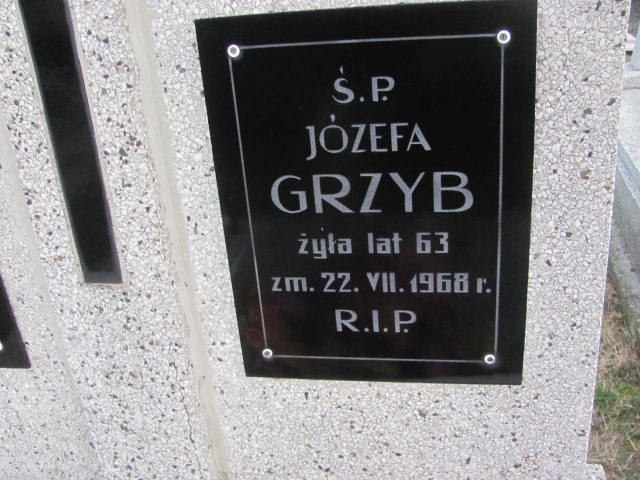 Ś.P.
JÓZEFA
GRZYB
żyła lat 63
zm. 22. VII. 1968 r.
R.I.P.